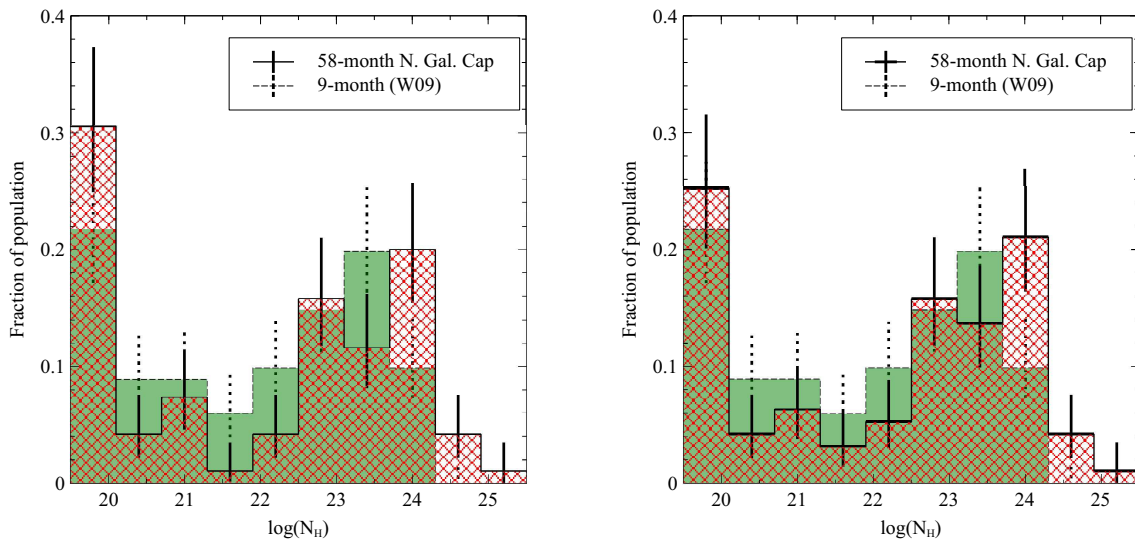 0.4
0.3
0.2
0.1
0
Fraction of population
58-month N. Gal. Cap
9-month (W09)
20 21 22 23 24 25
log(N_H)
0.4
0.3
0.2
0.1
0
Fraction of population
58-month N. Gal. Cap
9-month (W09)
20 21 22 23 24 25
log(N_H)